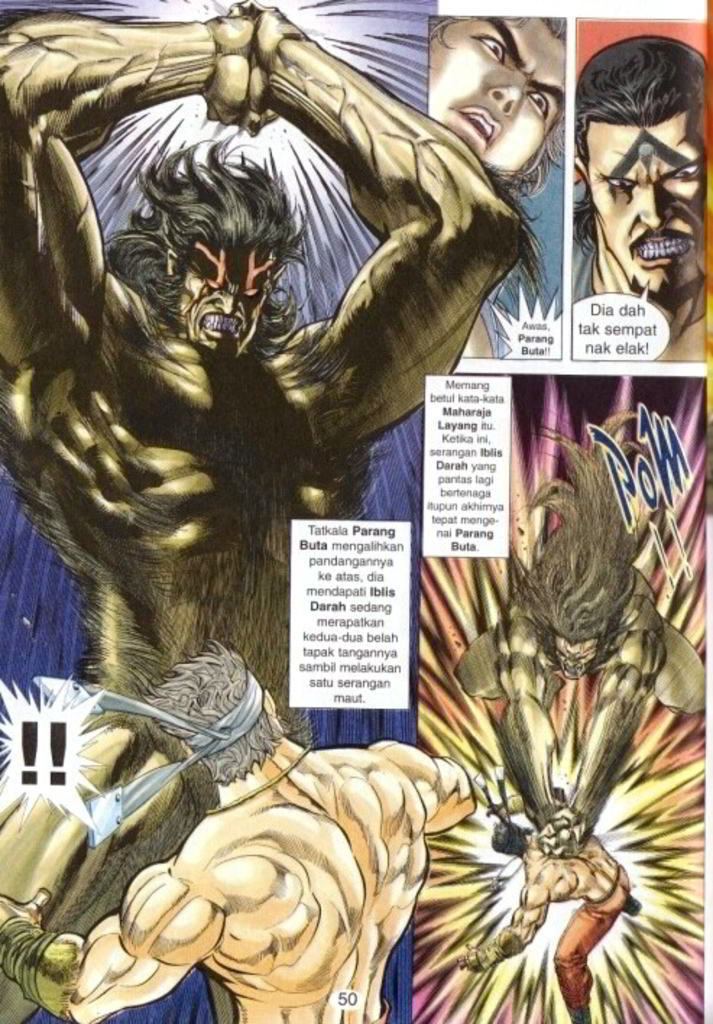 Awas,
Parang
Buta!!
Dia dah
tak sempat
nak elak!
Tatkala Parang
Buta mengalihkan
pandangannya
ke atas, dia
mendapati Iblis
Darah sedang
merapatkan
kedua-dua belah
tapak tangannya
sambil melakukan
satu serangan
maut.
!!
Memang
betul kata-kata
Maharaja
Layang itu.
Ketika ini,
serangan Iblis
Darah yang
pantas lagi
bertenaga
itupun akhirnya
tepat menge-
nai Parang
Buta.
POM
!!
50